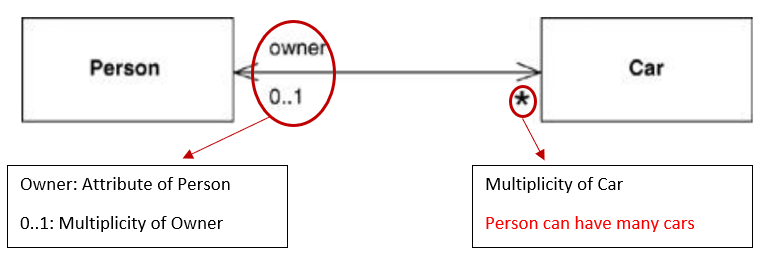 Person
owner
0..1
*
Car
Owner: Attribute of Person
0..1: Multiplicity of Owner
Multiplicity of Car
Person can have many cars